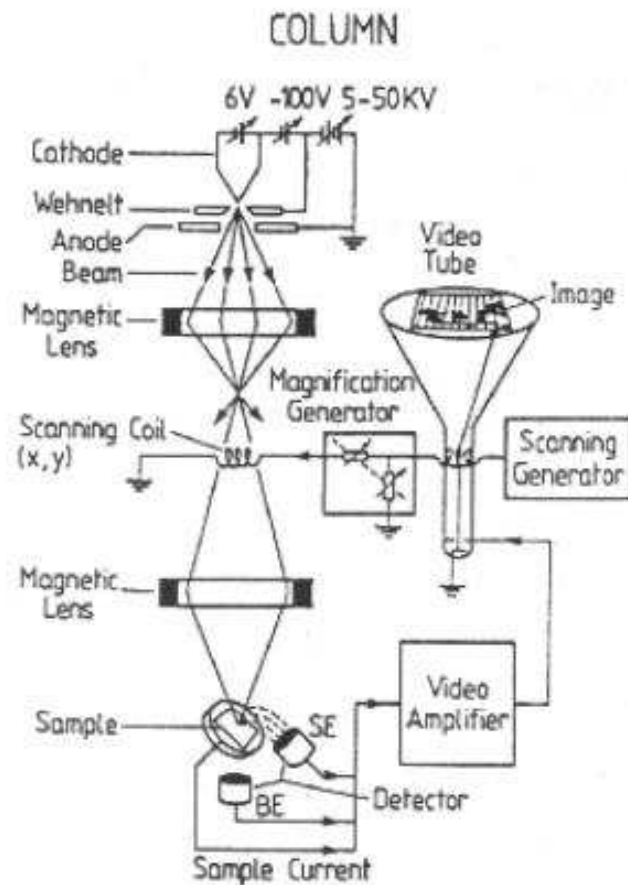 COLUMN
6V -100V 5-50KV
Cathode
Wehnelt
Anode
Beam
Magnetic
Lens
Video
Tube
Image
Magnification
Generator
Scanning Coil
(x,y)
Scanning
Generator
Magnetic
Lens
Video
Amplifier
Sample
SE
BE
Detector
Sample Current